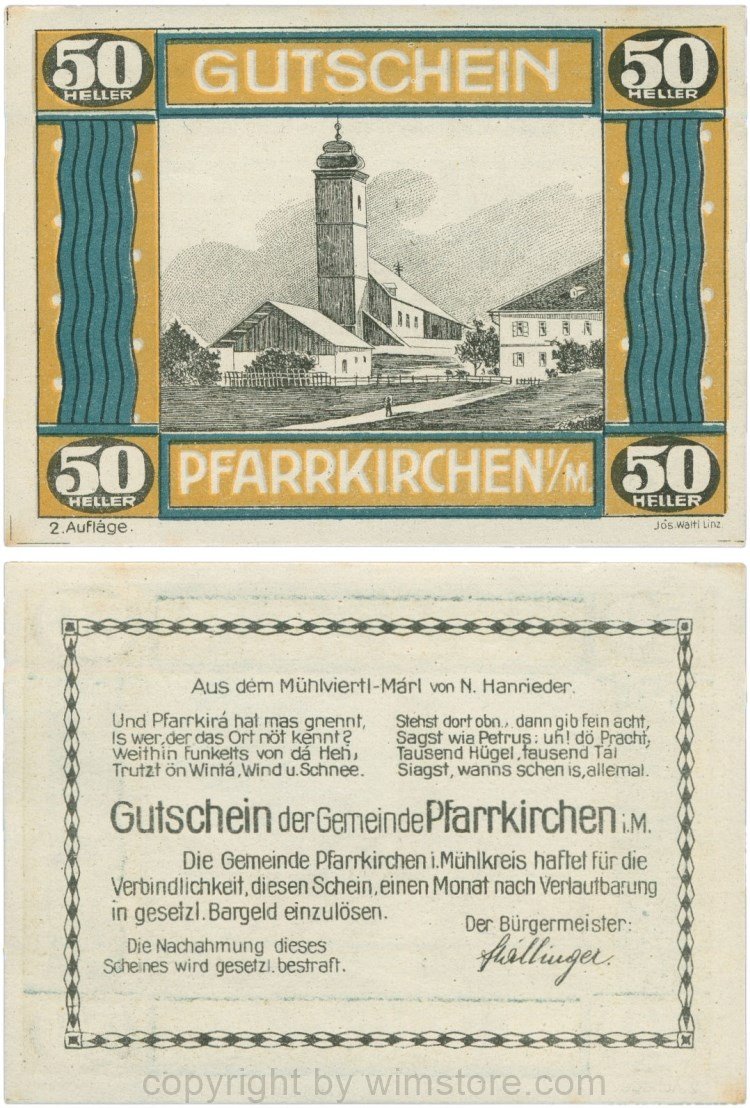 50 HELLER
GUTSCHEIN
50 HELLER
50 HELLER
PFARRKIRCHEN i/M.
50 HELLER
2. Auflage.
Jos. Wältl Linz.
Aus dem Mühlviertl-Márl von N. Hanrieder.
Und Pfarrkirá hat mas gnennt,
Is wer, der das Ort nöt kennt?
Weithin funkelts von dá Heh,
Trutzt ön Wintá, Wind u. Schnee.
Stehst dort obn., dann gib fein acht,
Sagst wia Petrus: uh! dö Pracht,
Tausend Hügel, tausend Tál
Siagst, wanns schen is, allemal.
Gutschein der Gemeinde Pfarrkirchen i. M.
Die Gemeinde Pfarrkirchen i. Mühlkreis haftet für die
Verbindlichkeit, diesen Schein, einen Monat nach Verlautbarung
in gesetzl. Bargeld einzulösen.
Der Bürgermeister:
Die Nachahmung dieses
Scheines wird gesetzl. bestraft.
copyright by wimstore.com